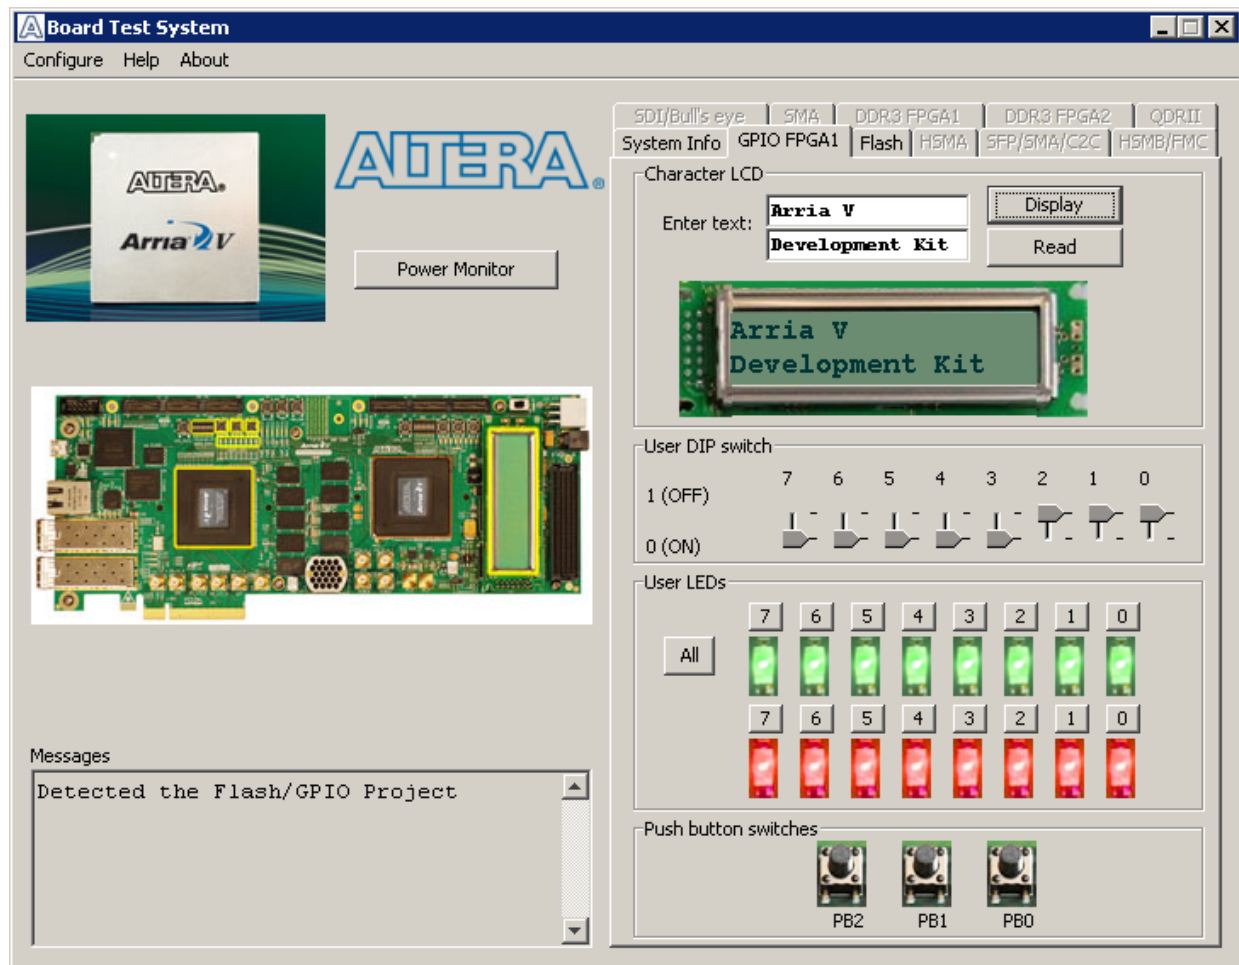 Board Test System
Configure Help About
ALTERA®
Arria V
ALTERA®
Power Monitor
Messages
Detected the Flash/GPIO Project
SDI/Bull's eye SMA DDR3 FPGA1 DDR3 FPGA2 QDRII
System Info GPIO FPGA1 Flash HSMA SFP/SMA/C2C HSMB/FMC
Character LCD
Enter text:
Arria V
Development Kit
Display
Read
Arria V
Development Kit
User DIP switch
7 6 5 4 3 2 1 0
1 (OFF)
0 (ON)
User LEDs
7 6 5 4 3 2 1 0
All
7 6 5 4 3 2 1 0
Push button switches
PB2 PB1 PB0